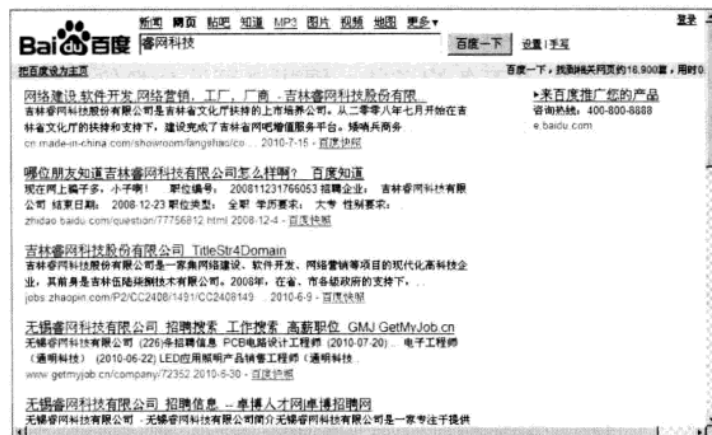 新闻 网页 贴吧 知道 MP3 图片 视频 地图 更多▼
登录
Bai du 百度
睿网科技
百度一下
设置 | 手写
把百度设为主页
百度一下，找到相关网页约16,900篇，用时0.
网络建设,软件开发,网络营销，工厂，厂商 - 吉林睿网科技股份有限...
吉林睿网科技股份有限公司是吉林省文化厅扶持的上市培养公司。从二零零八年七月开始在吉
林省文化厅的扶持和支持下，建设完成了吉林省网吧增值服务平台。矮哨兵商务...
cn.made-in-china.com/showroom/fangshao/co... 2010-7-15 - 百度快照
▸来百度推广您的产品
咨询热线：400-800-8888
e.baidu.com
哪位朋友知道吉林睿网科技有限公司怎么样啊? 百度知道
现在网上骗子多，小子喇! ...职位编号： 200811231766053 招聘企业： 吉林睿网科技有限
公司 结束日期： 2008-12-23 职位类型： 全职 学历要求： 大专 性别要求：...
zhidao.baidu.com/question/77756812.html 2008-12-4 - 百度快照
吉林睿网科技股份有限公司 TitleStr4Domain
吉林睿网科技股份有限公司是一家集网络建设、软件开发、网络营销等项目的现代化高科技企
业，其前身是吉林伍陆柒捌技术有限公司。2008年，在省、市各级政府的支持下，...
jobs.zhaopin.com/P2/CC2408/1491/CC2408149... 2010-6-9 - 百度快照
无锡睿网科技有限公司 招聘搜索 工作搜索 高薪职位 GMJ GetMyJob.cn
无锡睿网科技有限公司 (226)条招聘信息 PCB电路设计工程师 (2010-07-20)... 电子工程师
（通明科技） (2010-06-22) LED应用照明产品销售工程师（通明科技...
www.getmyjob.cn/company/72352 2010-6-30 - 百度快照
无锡睿网科技有限公司 招聘信息 -- 卓博人才网|卓博招聘网
无锡睿网科技有限公司 - 无锡睿网科技有限公司简介无锡睿网科技有限公司是一家专注于提供